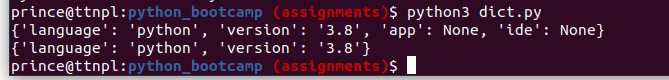 prince@ttnpl:python_bootcamp (assignments)$ python3 dict.py
{'language': 'python', 'version': '3.8', 'app': None, 'ide': None}
{'language': 'python', 'version': '3.8'}
prince@ttnpl:python_bootcamp (assignments)$